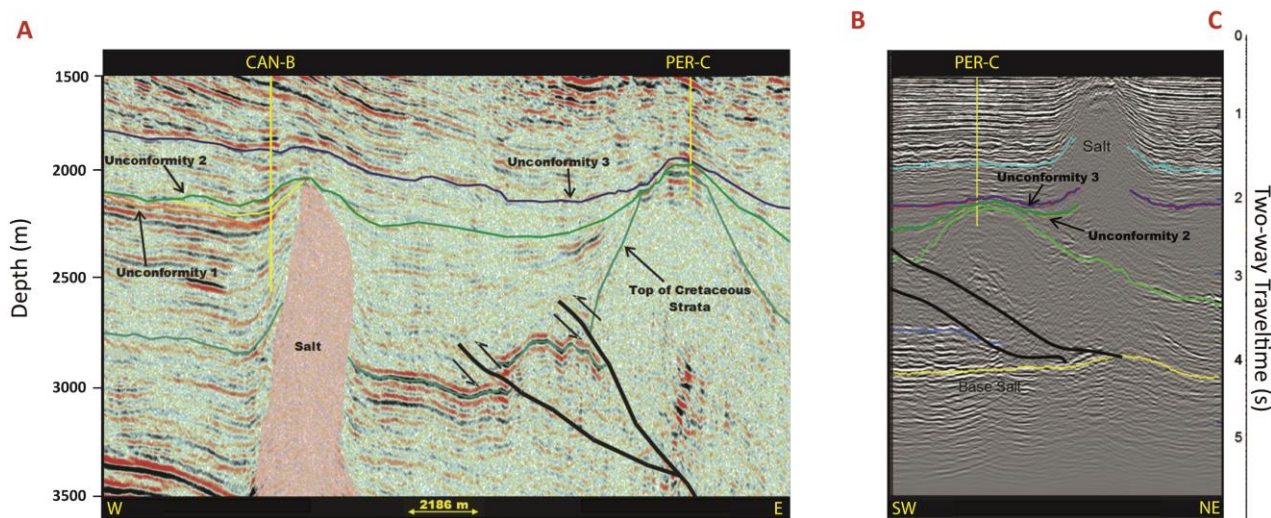 A
B
C
CAN-B
PER-C
PER-C
1500
2000
2500
3000
3500
Depth (m)
Unconformity 2
Unconformity 3
Unconformity 1
Top of Cretaceous
Strata
Salt
2186 m
W
E
Salt
Unconformity 3
Unconformity 2
Base Salt
SW
NE
0
1
2
3
4
5
Two-way Traveltime (s)